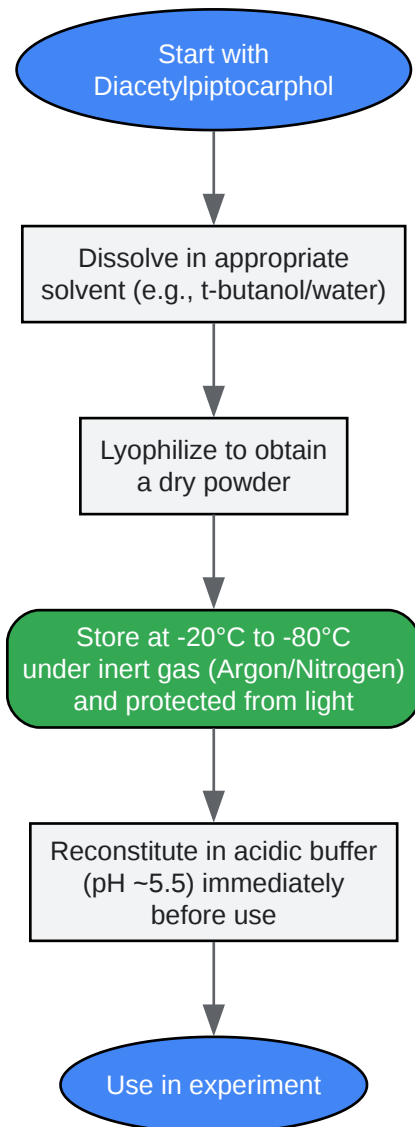 Start with
Diacetylpiptocarphol
Dissolve in appropriate
solvent (e.g., t-butanol/water)
Lyophilize to obtain
a dry powder
Store at -20°C to -80°C
under inert gas (Argon/Nitrogen)
and protected from light
Reconstitute in acidic buffer
(pH ~5.5) immediately
before use
Use in experiment